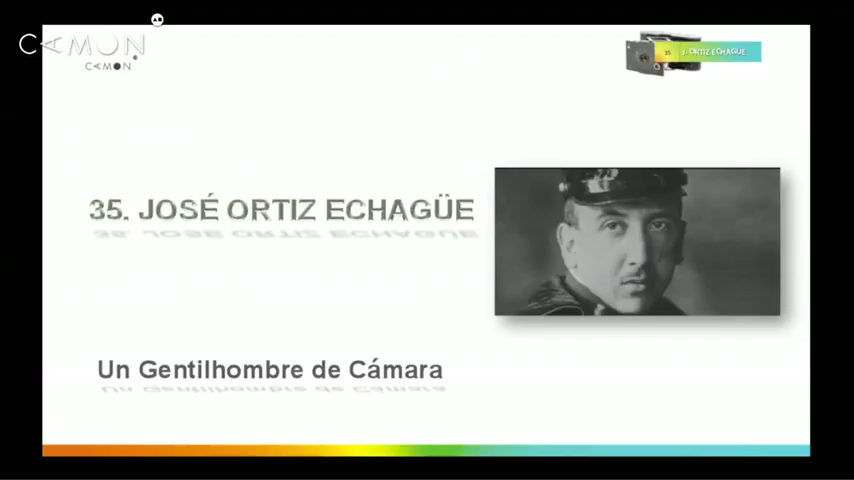 CAMON
CAMON
35 J. ORTIZ ECHAGÜE
35. JOSÉ ORTIZ ECHAGÜE
Un Gentilhombre de Cámara